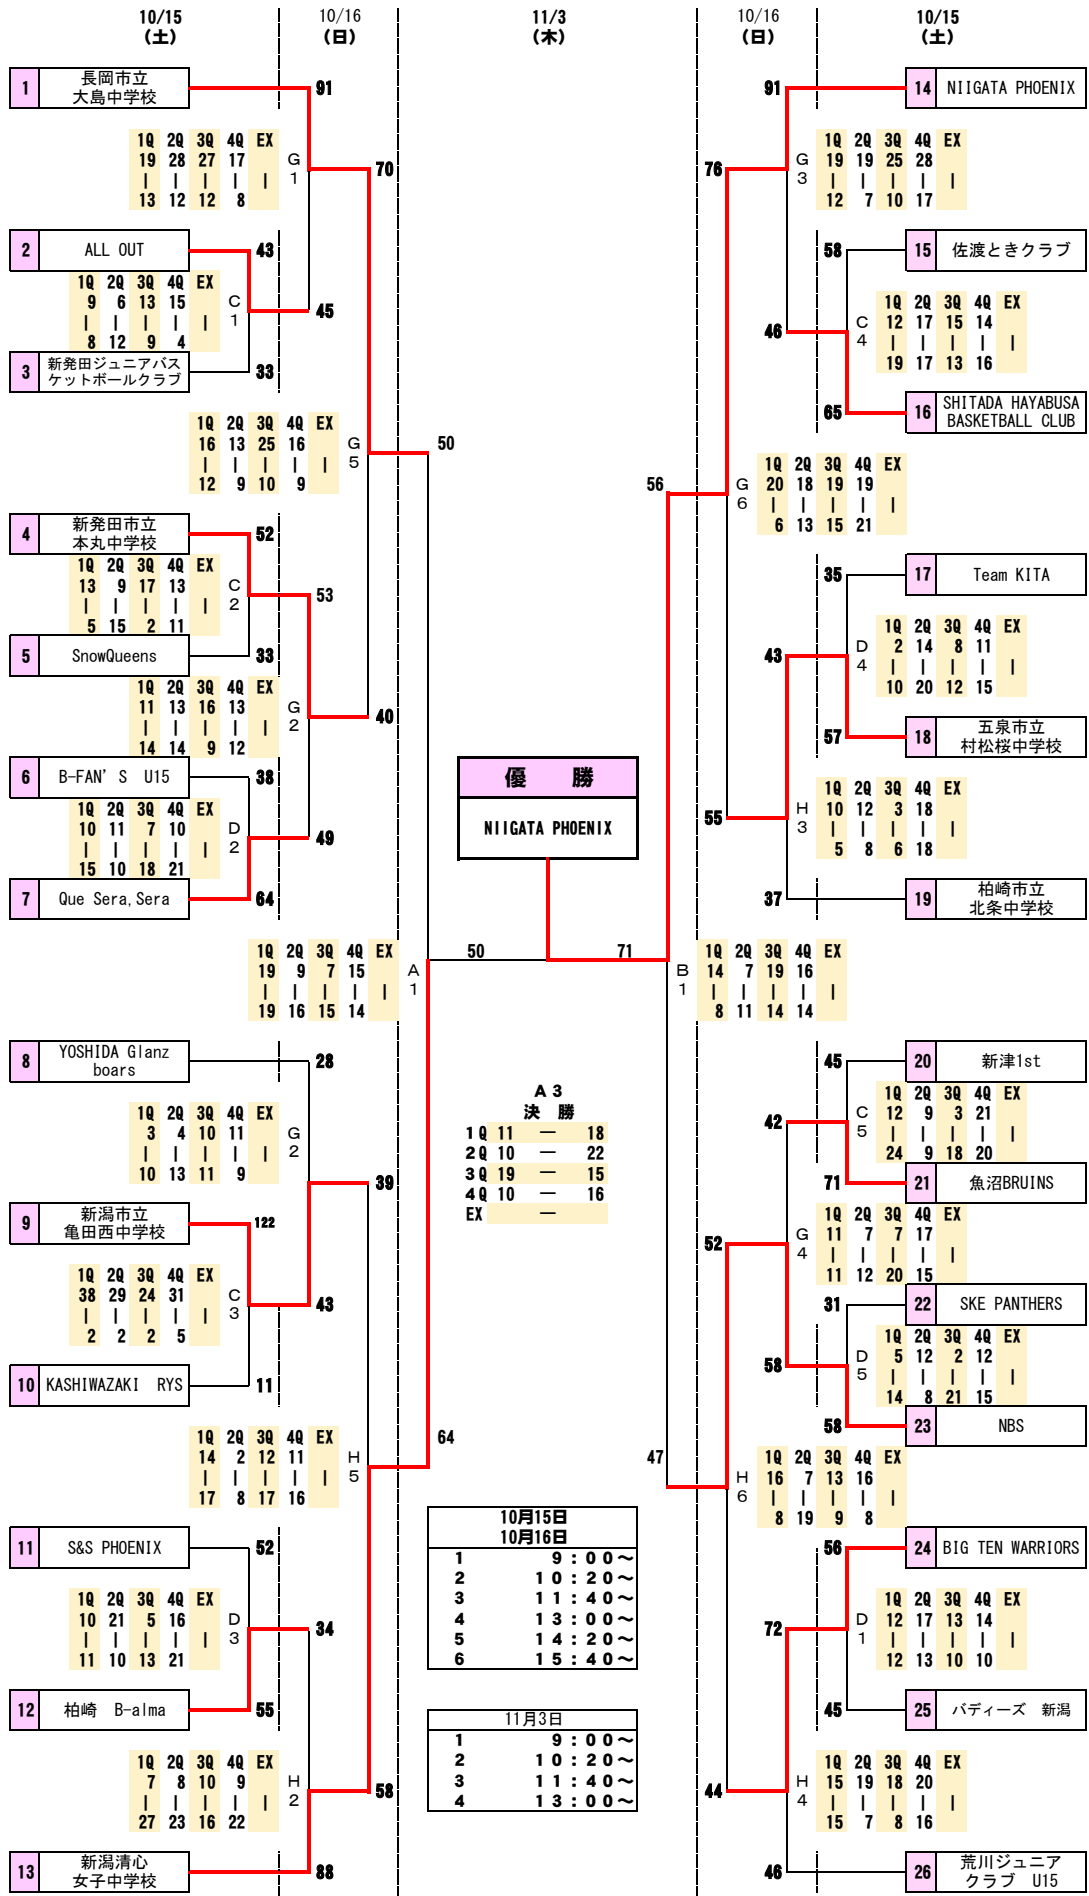 10/15 10/16 11/3 10/16 10/15
(土) (日) (木) (日) (土)
1 長岡市立
大島中学校
91
1Q 2Q 3Q 4Q EX
19 28 27 17
| | | | |
13 12 12 8
G
1
70
2 ALL OUT
43
1Q 2Q 3Q 4Q EX
9 6 13 15
| | | | |
8 12 9 4
C
1
45
3 新発田ジュニアバス
ケットボールクラブ
33
1Q 2Q 3Q 4Q EX
16 13 25 16
| | | | |
12 9 10 9
G
5
50
4 新発田市立
本丸中学校
52
1Q 2Q 3Q 4Q EX
13 9 17 13
| | | | |
5 15 2 11
C
2
53
5 SnowQueens
33
1Q 2Q 3Q 4Q EX
11 13 16 13
| | | | |
14 14 9 12
G
2
40
6 B-FAN'S U15
38
1Q 2Q 3Q 4Q EX
10 11 7 10
| | | | |
15 10 18 21
D
2
49
7 Que Sera,Sera
64
1Q 2Q 3Q 4Q EX
19 9 7 15
| | | | |
19 16 15 14
A
1
8 YOSHIDA Glanz
boars
28
1Q 2Q 3Q 4Q EX
3 4 10 11
| | | | |
10 13 11 9
G
2
39
9 新潟市立
亀田西中学校
122
1Q 2Q 3Q 4Q EX
38 29 24 31
| | | | |
2 2 2 5
C
3
43
10 KASHIWAZAKI RYS
11
1Q 2Q 3Q 4Q EX
14 2 12 11
| | | | |
17 8 17 16
H
5
64
11 S&S PHOENIX
52
1Q 2Q 3Q 4Q EX
10 21 5 16
| | | | |
11 10 13 21
D
3
34
12 柏崎 B-alma
55
1Q 2Q 3Q 4Q EX
7 8 10 9
| | | | |
27 23 16 22
H
2
58
13 新潟清心
女子中学校
88
優 勝
NIIGATA PHOENIX
50 71
A3
決 勝
1Q 11 — 18
2Q 10 — 22
3Q 19 — 15
4Q 10 — 16
EX —
10月15日
10月16日
1 9:00~
2 10:20~
3 11:40~
4 13:00~
5 14:20~
6 15:40~
11月3日
1 9:00~
2 10:20~
3 11:40~
4 13:00~
91
14 NIIGATA PHOENIX
76
G
3
1Q 2Q 3Q 4Q EX
19 19 25 28
| | | | |
12 7 10 17
58
15 佐渡ときクラブ
46
C
4
1Q 2Q 3Q 4Q EX
12 17 15 14
| | | | |
19 17 13 16
65
16 SHITADA HAYABUSA
BASKETBALL CLUB
56
G
6
1Q 2Q 3Q 4Q EX
20 18 19 19
| | | | |
6 13 15 21
35
17 Team KITA
43
D
4
1Q 2Q 3Q 4Q EX
2 14 8 11
| | | | |
10 20 12 15
57
18 五泉市立
村松桜中学校
55
H
3
1Q 2Q 3Q 4Q EX
10 12 3 18
| | | | |
5 8 6 18
37
19 柏崎市立
北条中学校
B
1
1Q 2Q 3Q 4Q EX
14 7 19 16
| | | | |
8 11 14 14
45
20 新津1st
42
C
5
1Q 2Q 3Q 4Q EX
12 9 3 21
| | | | |
24 9 18 20
71
21 魚沼BRUINS
52
G
4
1Q 2Q 3Q 4Q EX
11 7 7 17
| | | | |
11 12 20 15
31
22 SKE PANTHERS
58
D
5
1Q 2Q 3Q 4Q EX
5 12 2 12
| | | | |
14 8 21 15
58
23 NBS
47
H
6
1Q 2Q 3Q 4Q EX
16 7 13 16
| | | | |
8 19 9 8
56
24 BIG TEN WARRIORS
72
D
1
1Q 2Q 3Q 4Q EX
12 17 13 14
| | | | |
12 13 10 10
45
25 バディーズ 新潟
44
H
4
1Q 2Q 3Q 4Q EX
15 19 18 20
| | | | |
15 7 8 16
46
26 荒川ジュニア
クラブ U15